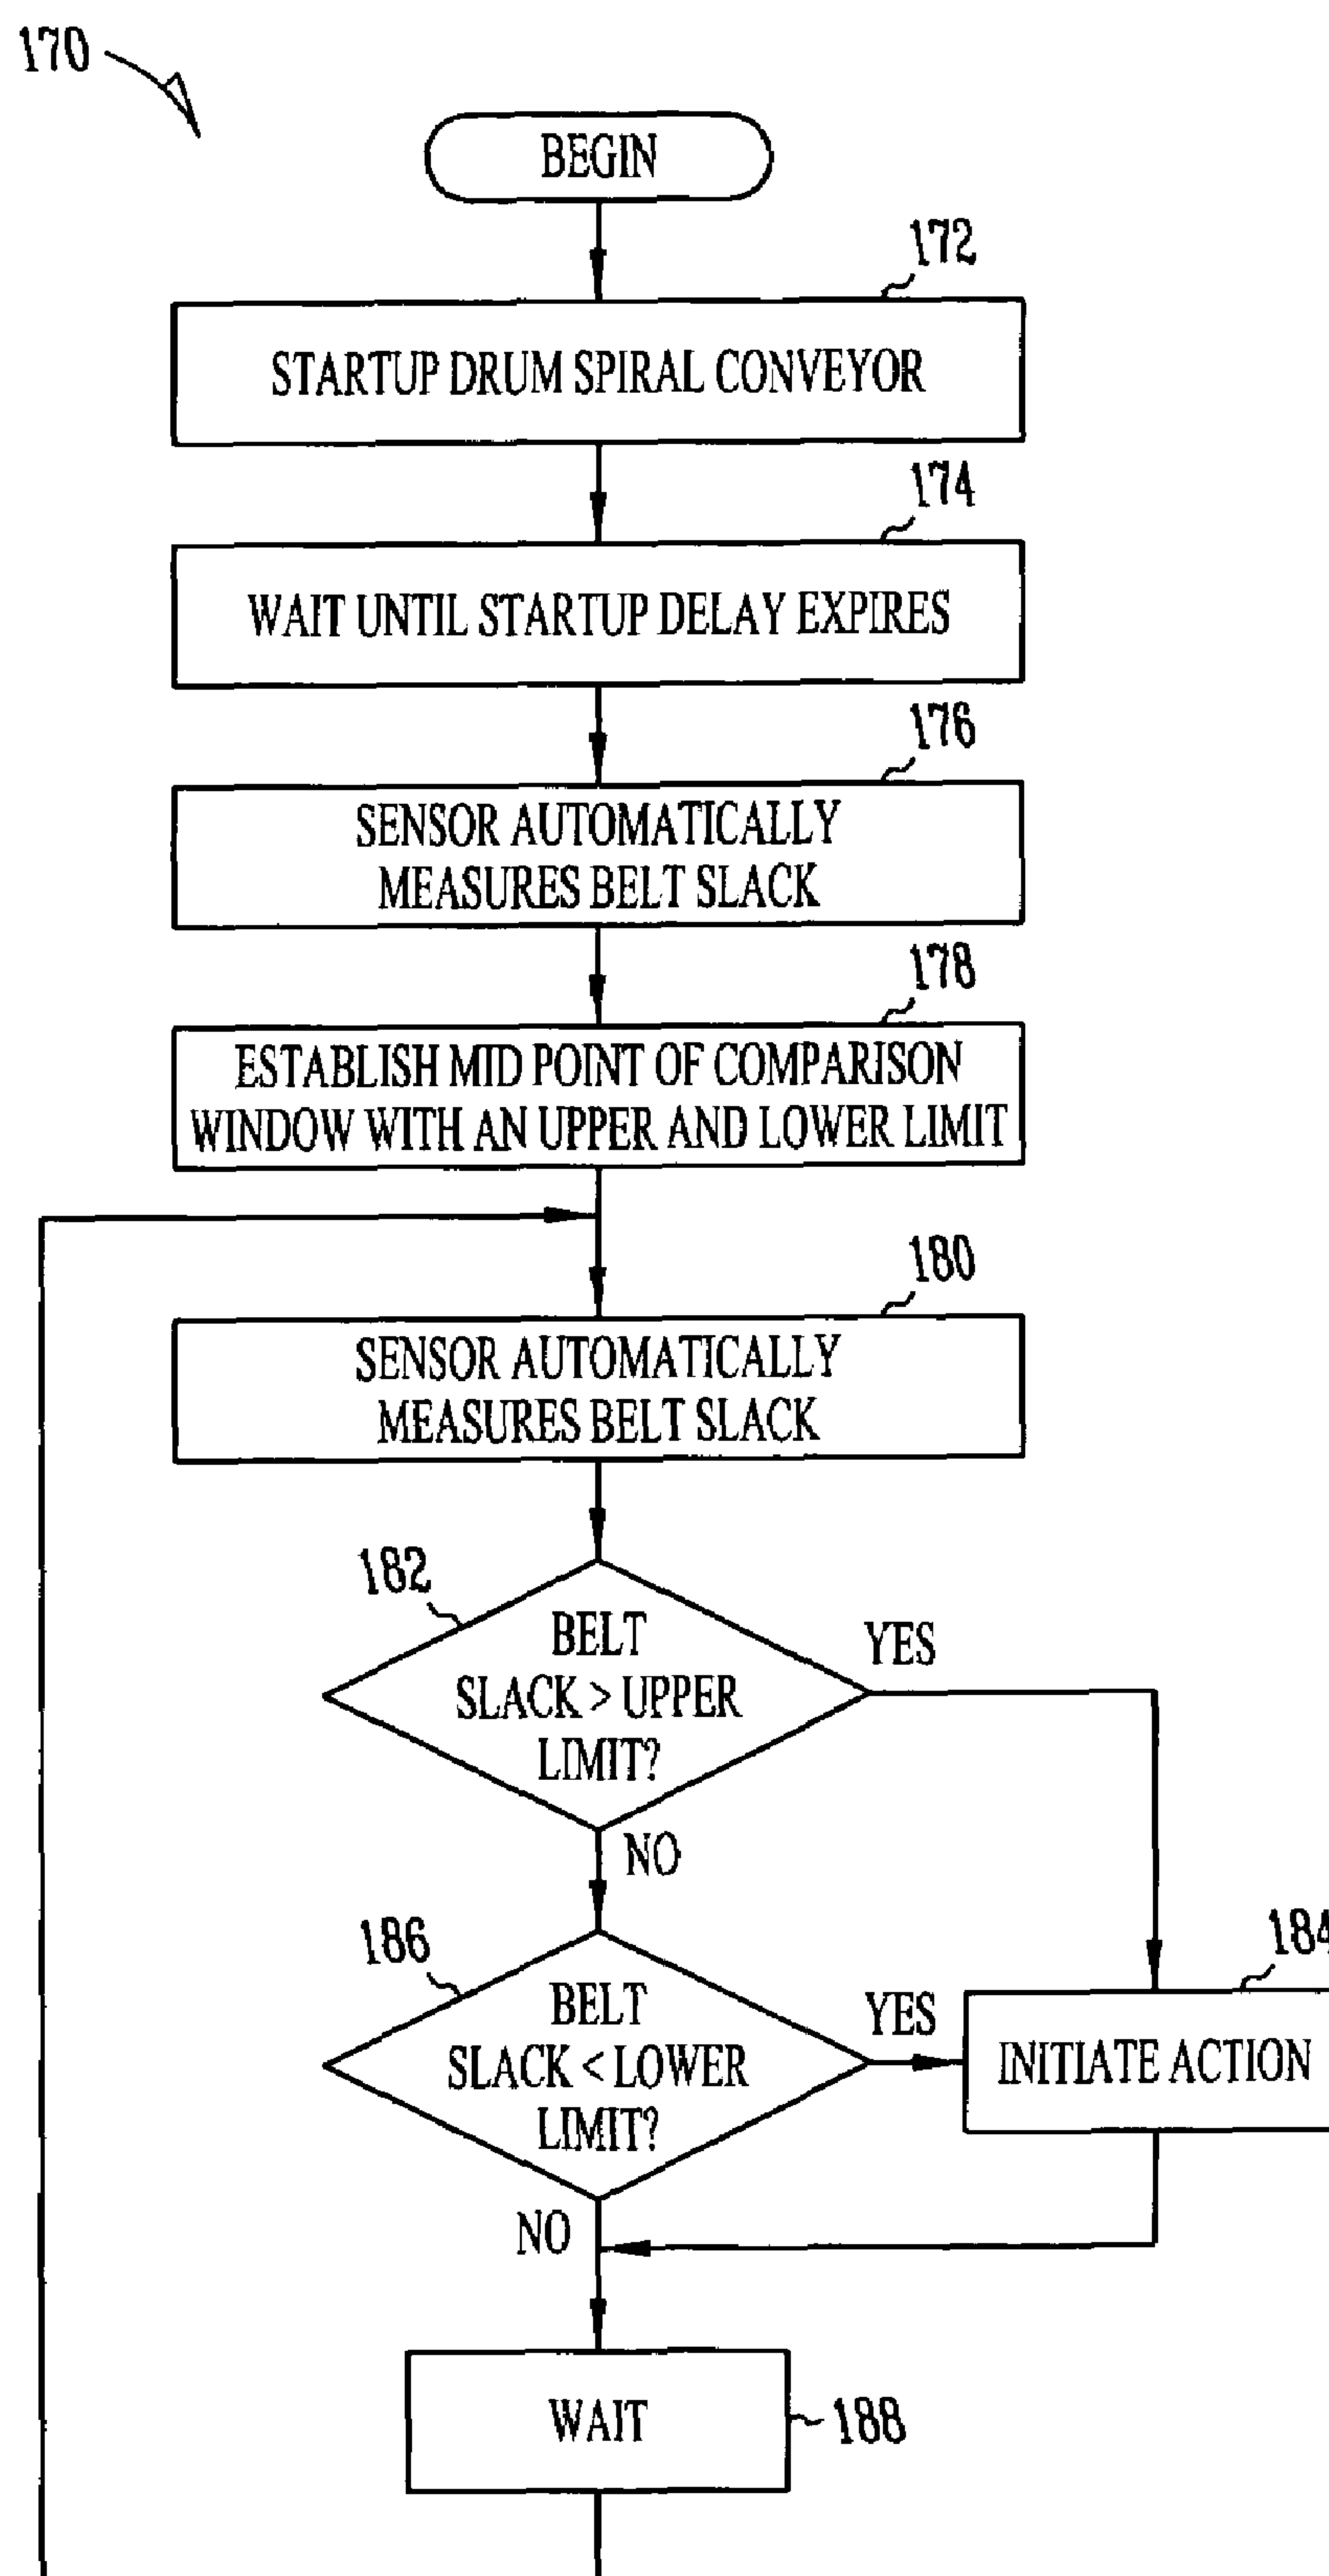 170
BEGIN
172
STARTUP DRUM SPIRAL CONVEYOR
174
WAIT UNTIL STARTUP DELAY EXPIRES
176
SENSOR AUTOMATICALLY
MEASURES BELT SLACK
178
ESTABLISH MID POINT OF COMPARISON
WINDOW WITH AN UPPER AND LOWER LIMIT
180
SENSOR AUTOMATICALLY
MEASURES BELT SLACK
182
BELT
SLACK > UPPER
LIMIT?
YES
NO
186
BELT
SLACK < LOWER
LIMIT?
YES
184
INITIATE ACTION
NO
WAIT
188